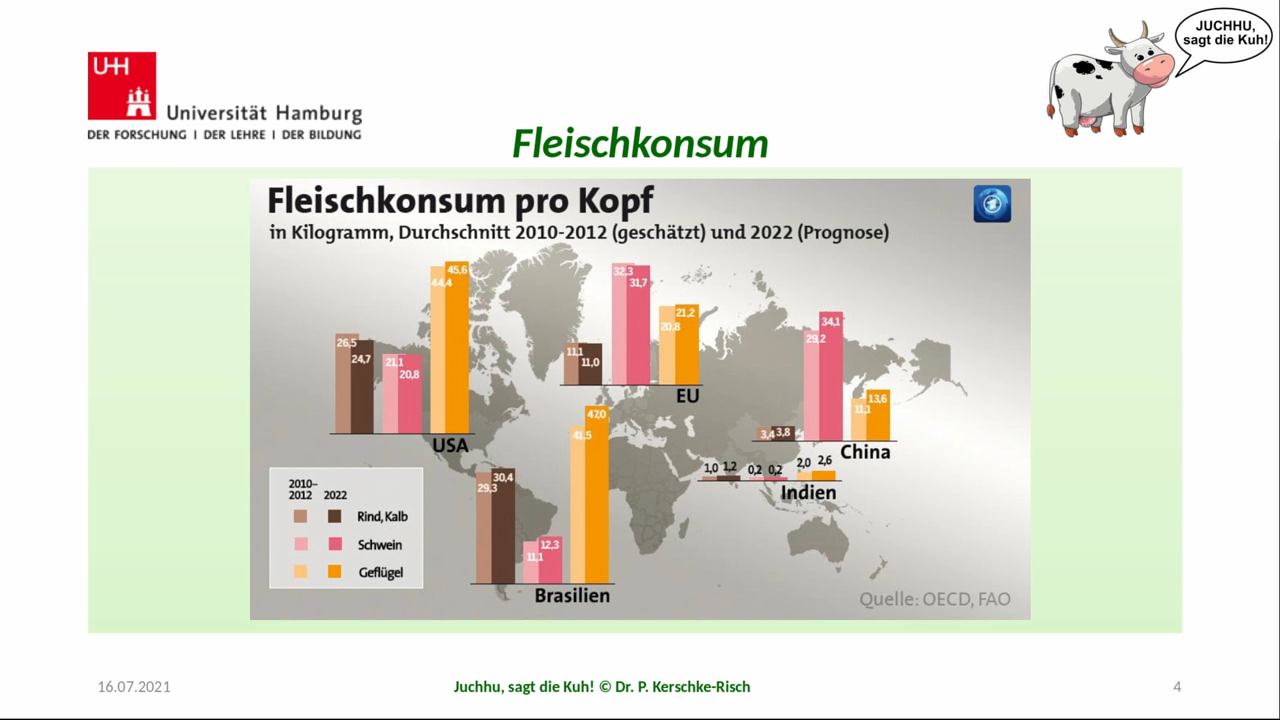 JUCHHU,
sagt die Kuh!
UHH
Universität Hamburg
DER FORSCHUNG | DER LEHRE | DER BILDUNG
Fleischkonsum
Fleischkonsum pro Kopf
in Kilogramm, Durchschnitt 2010-2012 (geschätzt) und 2022 (Prognose)
26,5
24,7
21,1
20,8
44,4
45,6
USA
11,1
11,0
32,3
31,7
20,8
21,2
EU
3,4
3,8
29,2
34,1
11,1
13,6
China
1,0
1,2
0,2
0,2
2,0
2,6
Indien
29,3
30,4
11,1
12,3
41,5
47,0
Brasilien
2010–
2012 2022
Rind, Kalb
Schwein
Geflügel
Quelle: OECD, FAO
16.07.2021
Juchhu, sagt die Kuh! © Dr. P. Kerschke-Risch
4